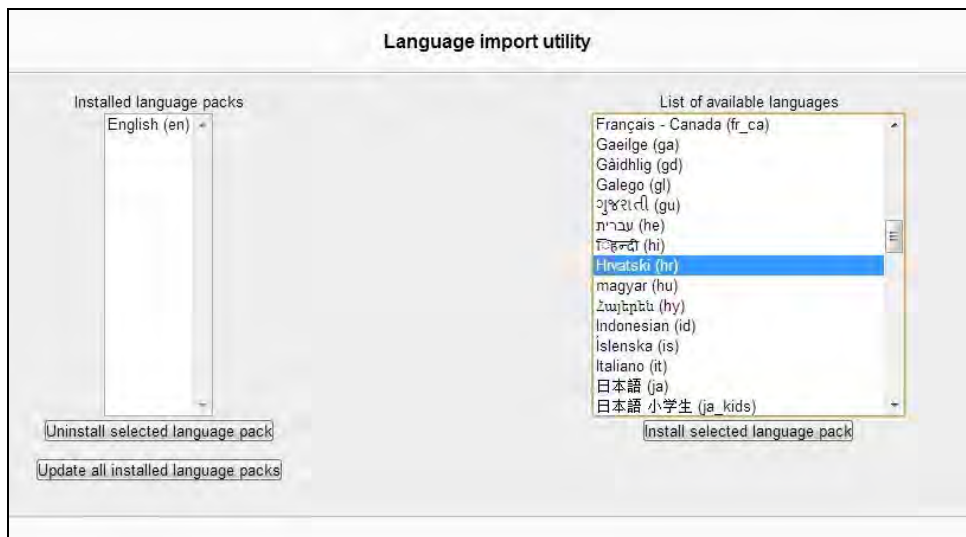 Language import utility
Installed language packs
English (en)
Uninstall selected language pack
Update all installed language packs
List of available languages
Français - Canada (fr_ca)
Gaeilge (ga)
Gàidhlig (gd)
Galego (gl)
ગુજરાતી (gu)
עברית (he)
हिन्दी (hi)
Hrvatski (hr)
magyar (hu)
Հայերեն (hy)
Indonesian (id)
Íslenska (is)
Italiano (it)
日本語 (ja)
日本語 小学生 (ja_kids)
Install selected language pack